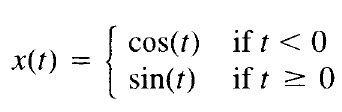 x(t) = { cos(t) if t < 0
sin(t) if t ≥ 0